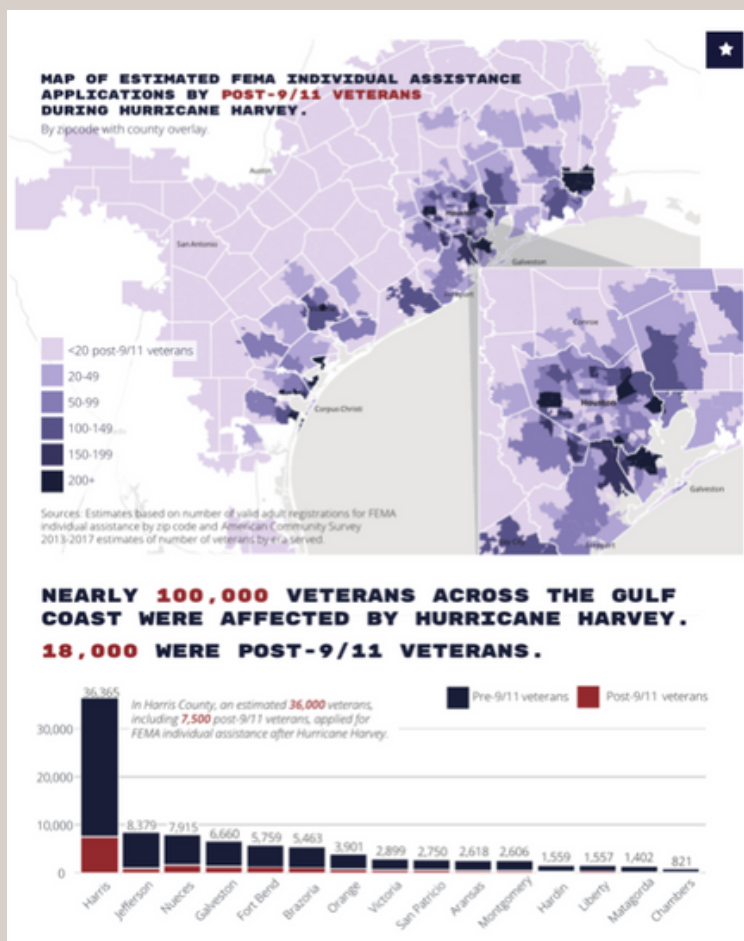 MAP OF ESTIMATED FEMA INDIVIDUAL ASSISTANCE
APPLICATIONS BY POST-9/11 VETERANS
DURING HURRICANE HARVEY.
By zipcode with county overlay.
Austin
San Antonio
Houston
Galveston
Freeport
Victoria
Corpus Christi
<20 post-9/11 veterans
20-49
50-99
100-149
150-199
200+
Conroe
Houston
Galveston
Bay City
Freeport
Sources: Estimates based on number of valid adult registrations for FEMA
individual assistance by zip code and American Community Survey
2013-2017 estimates of number of veterans by era served.
NEARLY 100,000 VETERANS ACROSS THE GULF
COAST WERE AFFECTED BY HURRICANE HARVEY.
18,000 WERE POST-9/11 VETERANS.
In Harris County, an estimated 36,000 veterans,
including 7,500 post-9/11 veterans, applied for
FEMA individual assistance after Hurricane Harvey.
Pre-9/11 veterans
Post-9/11 veterans
30,000
20,000
10,000
0
36,365
8,379
7,915
6,660
5,759
5,463
3,901
2,899
2,750
2,618
2,606
1,559
1,557
1,402
821
Harris
Jefferson
Nueces
Galveston
Fort Bend
Brazoria
Orange
Victoria
San Patricio
Aransas
Montgomery
Hardin
Liberty
Matagorda
Chambers